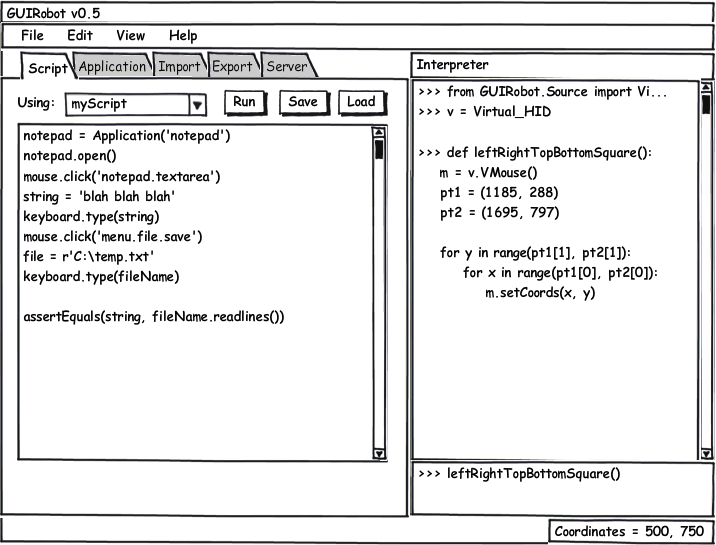 GUIRobot v0.5
File Edit View Help
Script Application Import Export Server
Using: myScript Run Save Load
notepad = Application('notepad')
notepad.open()
mouse.click('notepad.textarea')
string = 'blah blah blah'
keyboard.type(string)
mouse.click('menu.file.save')
file = r'C:\temp.txt'
keyboard.type(fileName)
assertEquals(string, fileName.readlines())
Interpreter
>>> from GUIRobot.Source import Vi...
>>> v = Virtual_HID
>>> def leftRightTopBottomSquare():
m = v.VMouse()
pt1 = (1185, 288)
pt2 = (1695, 797)
for y in range(pt1[1], pt2[1]):
for x in range(pt1[0], pt2[0]):
m.setCoords(x, y)
>>> leftRightTopBottomSquare()
Coordinates = 500, 750